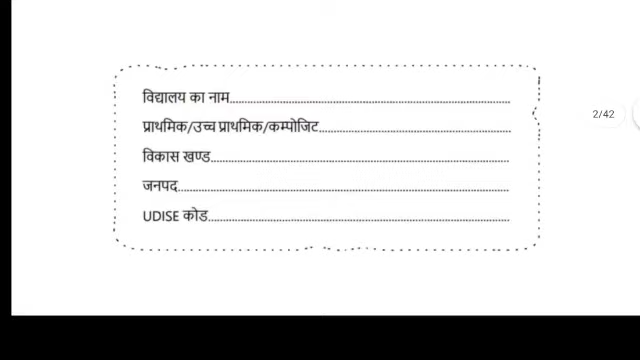 विद्यालय का नाम
प्राथमिक/उच्च प्राथमिक/कम्पोजिट
विकास खण्ड
जनपद
UDISE कोड
2/42